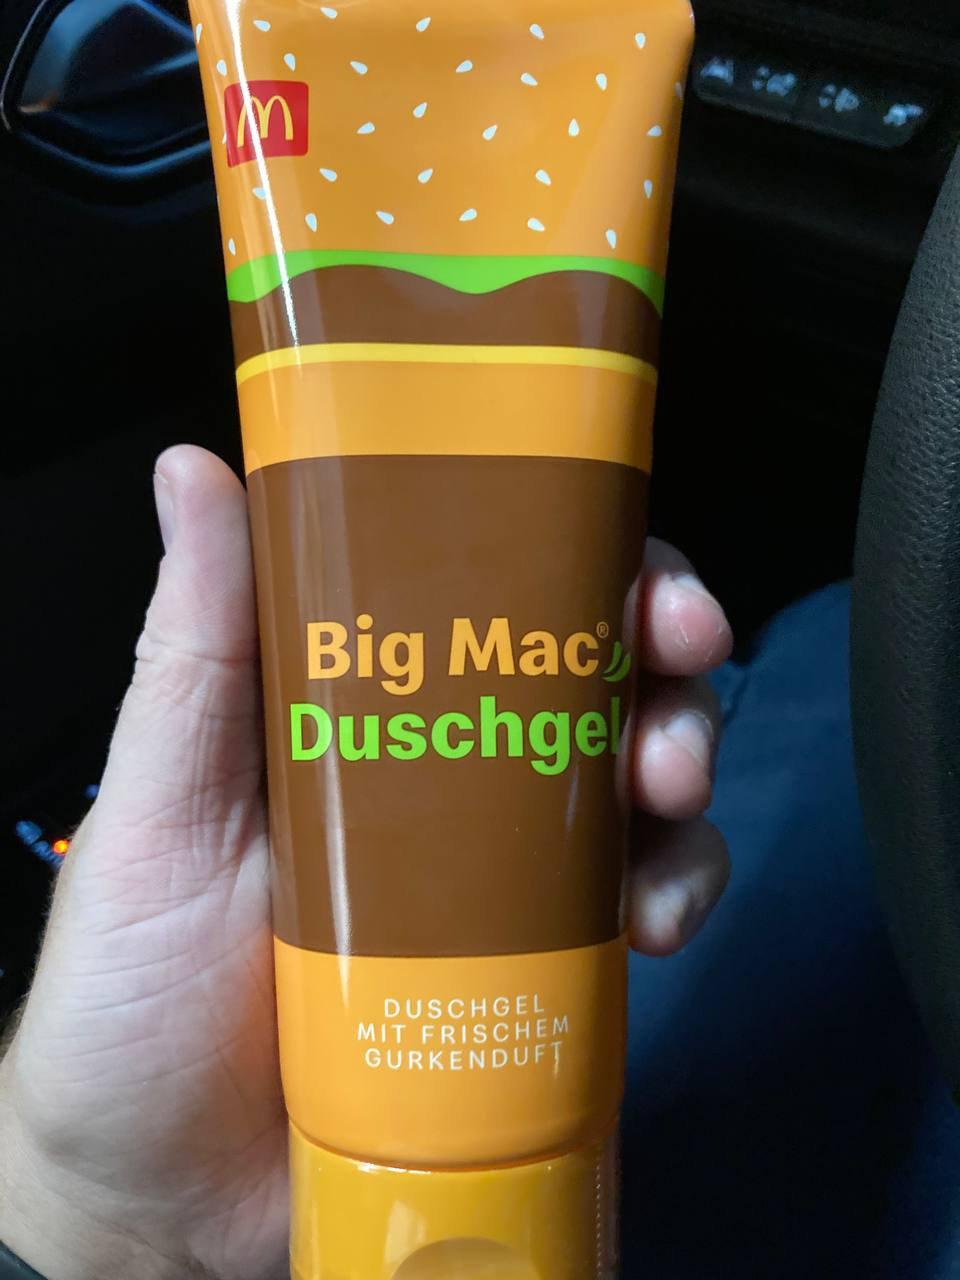 Big Mac®
Duschgel
DUSCHGEL
MIT FRISCHEM
GURKENDUFT